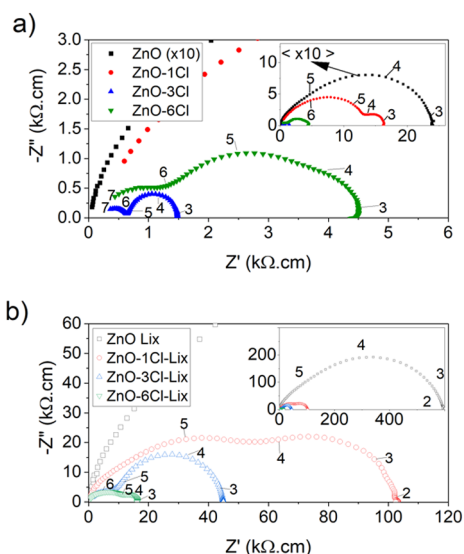 a)
3.0
2.5
2.0
1.5
1.0
0.5
0.0
-Z'' (kΩ.cm)
ZnO (x10)
ZnO-1Cl
ZnO-3Cl
ZnO-6Cl
< x10 >
10
5
0
0 10 20
5 4
5 4
6 3 3
7 6 5 4 3
7 6 5 4 3
0 1 2 3 4 5 6
Z' (kΩ.cm)
b)
60
50
40
30
20
10
0
-Z'' (kΩ.cm)
ZnO Lix
ZnO-1Cl-Lix
ZnO-3Cl-Lix
ZnO-6Cl-Lix
200
100
0
0 200 400
5 4 3
2
5 4 3
2
5 4 3
6 5 4 3
0 20 40 60 80 100 120
Z' (kΩ.cm)